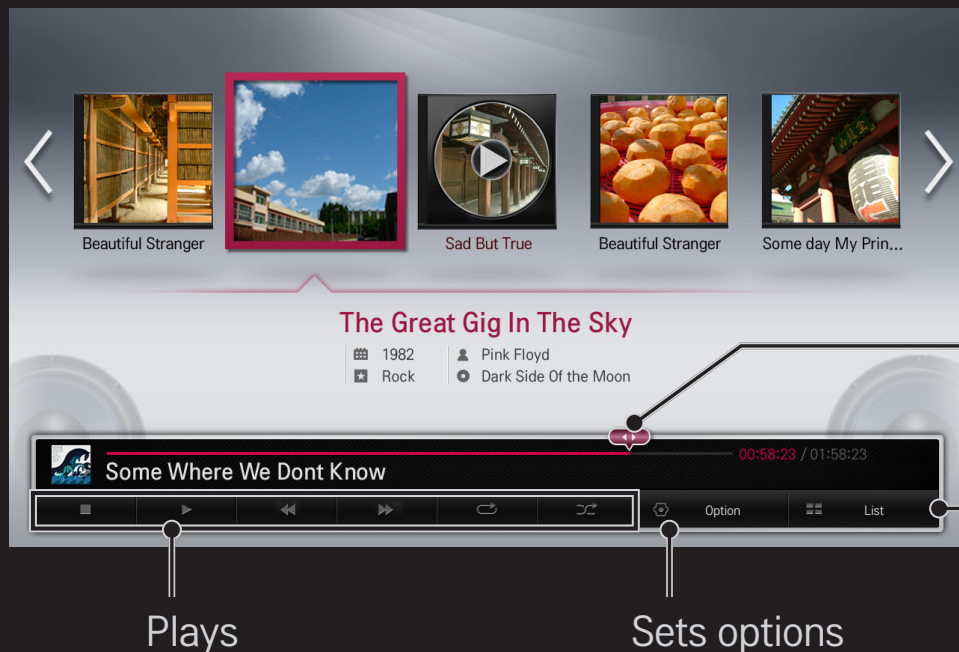 Beautiful Stranger
Sad But True
Beautiful Stranger
Some day My Prin...
The Great Gig In The Sky
1982
Pink Floyd
Rock
Dark Side Of the Moon
00:58:23 / 01:58:23
Some Where We Dont Know
Option
List
Plays
Sets options